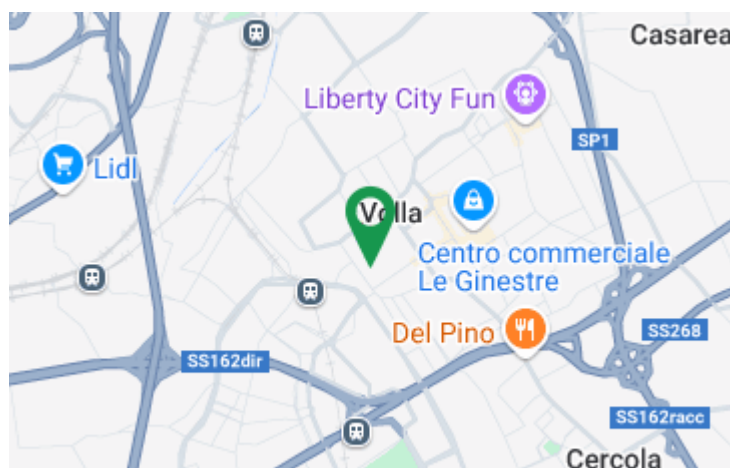 Casarea
Liberty City Fun
SP1
Lidl
Volla
Centro commerciale
Le Ginestre
Del Pino
SS268
SS162dir
SS162racc
Cercola